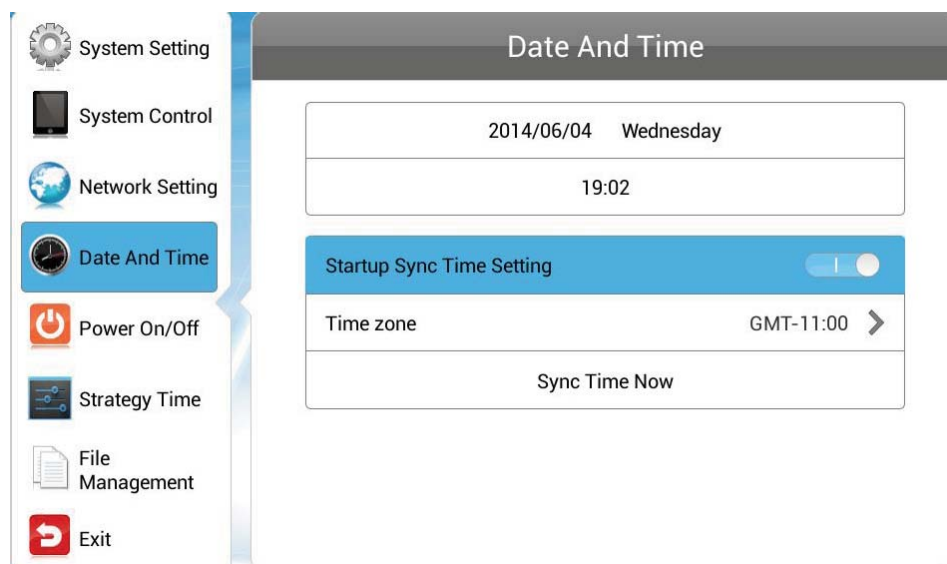 System Setting
System Control
Network Setting
Date And Time
Power On/Off
Strategy Time
File
Management
Exit
Date And Time
2014/06/04 Wednesday
19:02
Startup Sync Time Setting
Time zone GMT-11:00
Sync Time Now